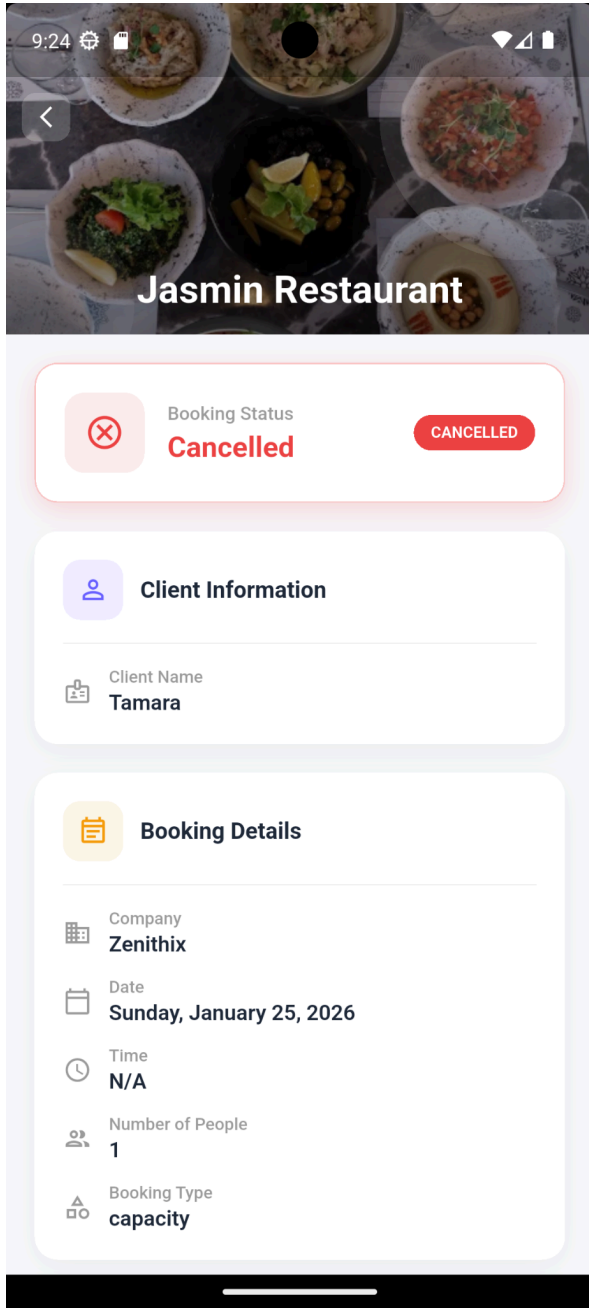 9:24
Jasmin Restaurant
Booking Status
Cancelled
CANCELLED
Client Information
Client Name
Tamara
Booking Details
Company
Zenithix
Date
Sunday, January 25, 2026
Time
N/A
Number of People
1
Booking Type
capacity